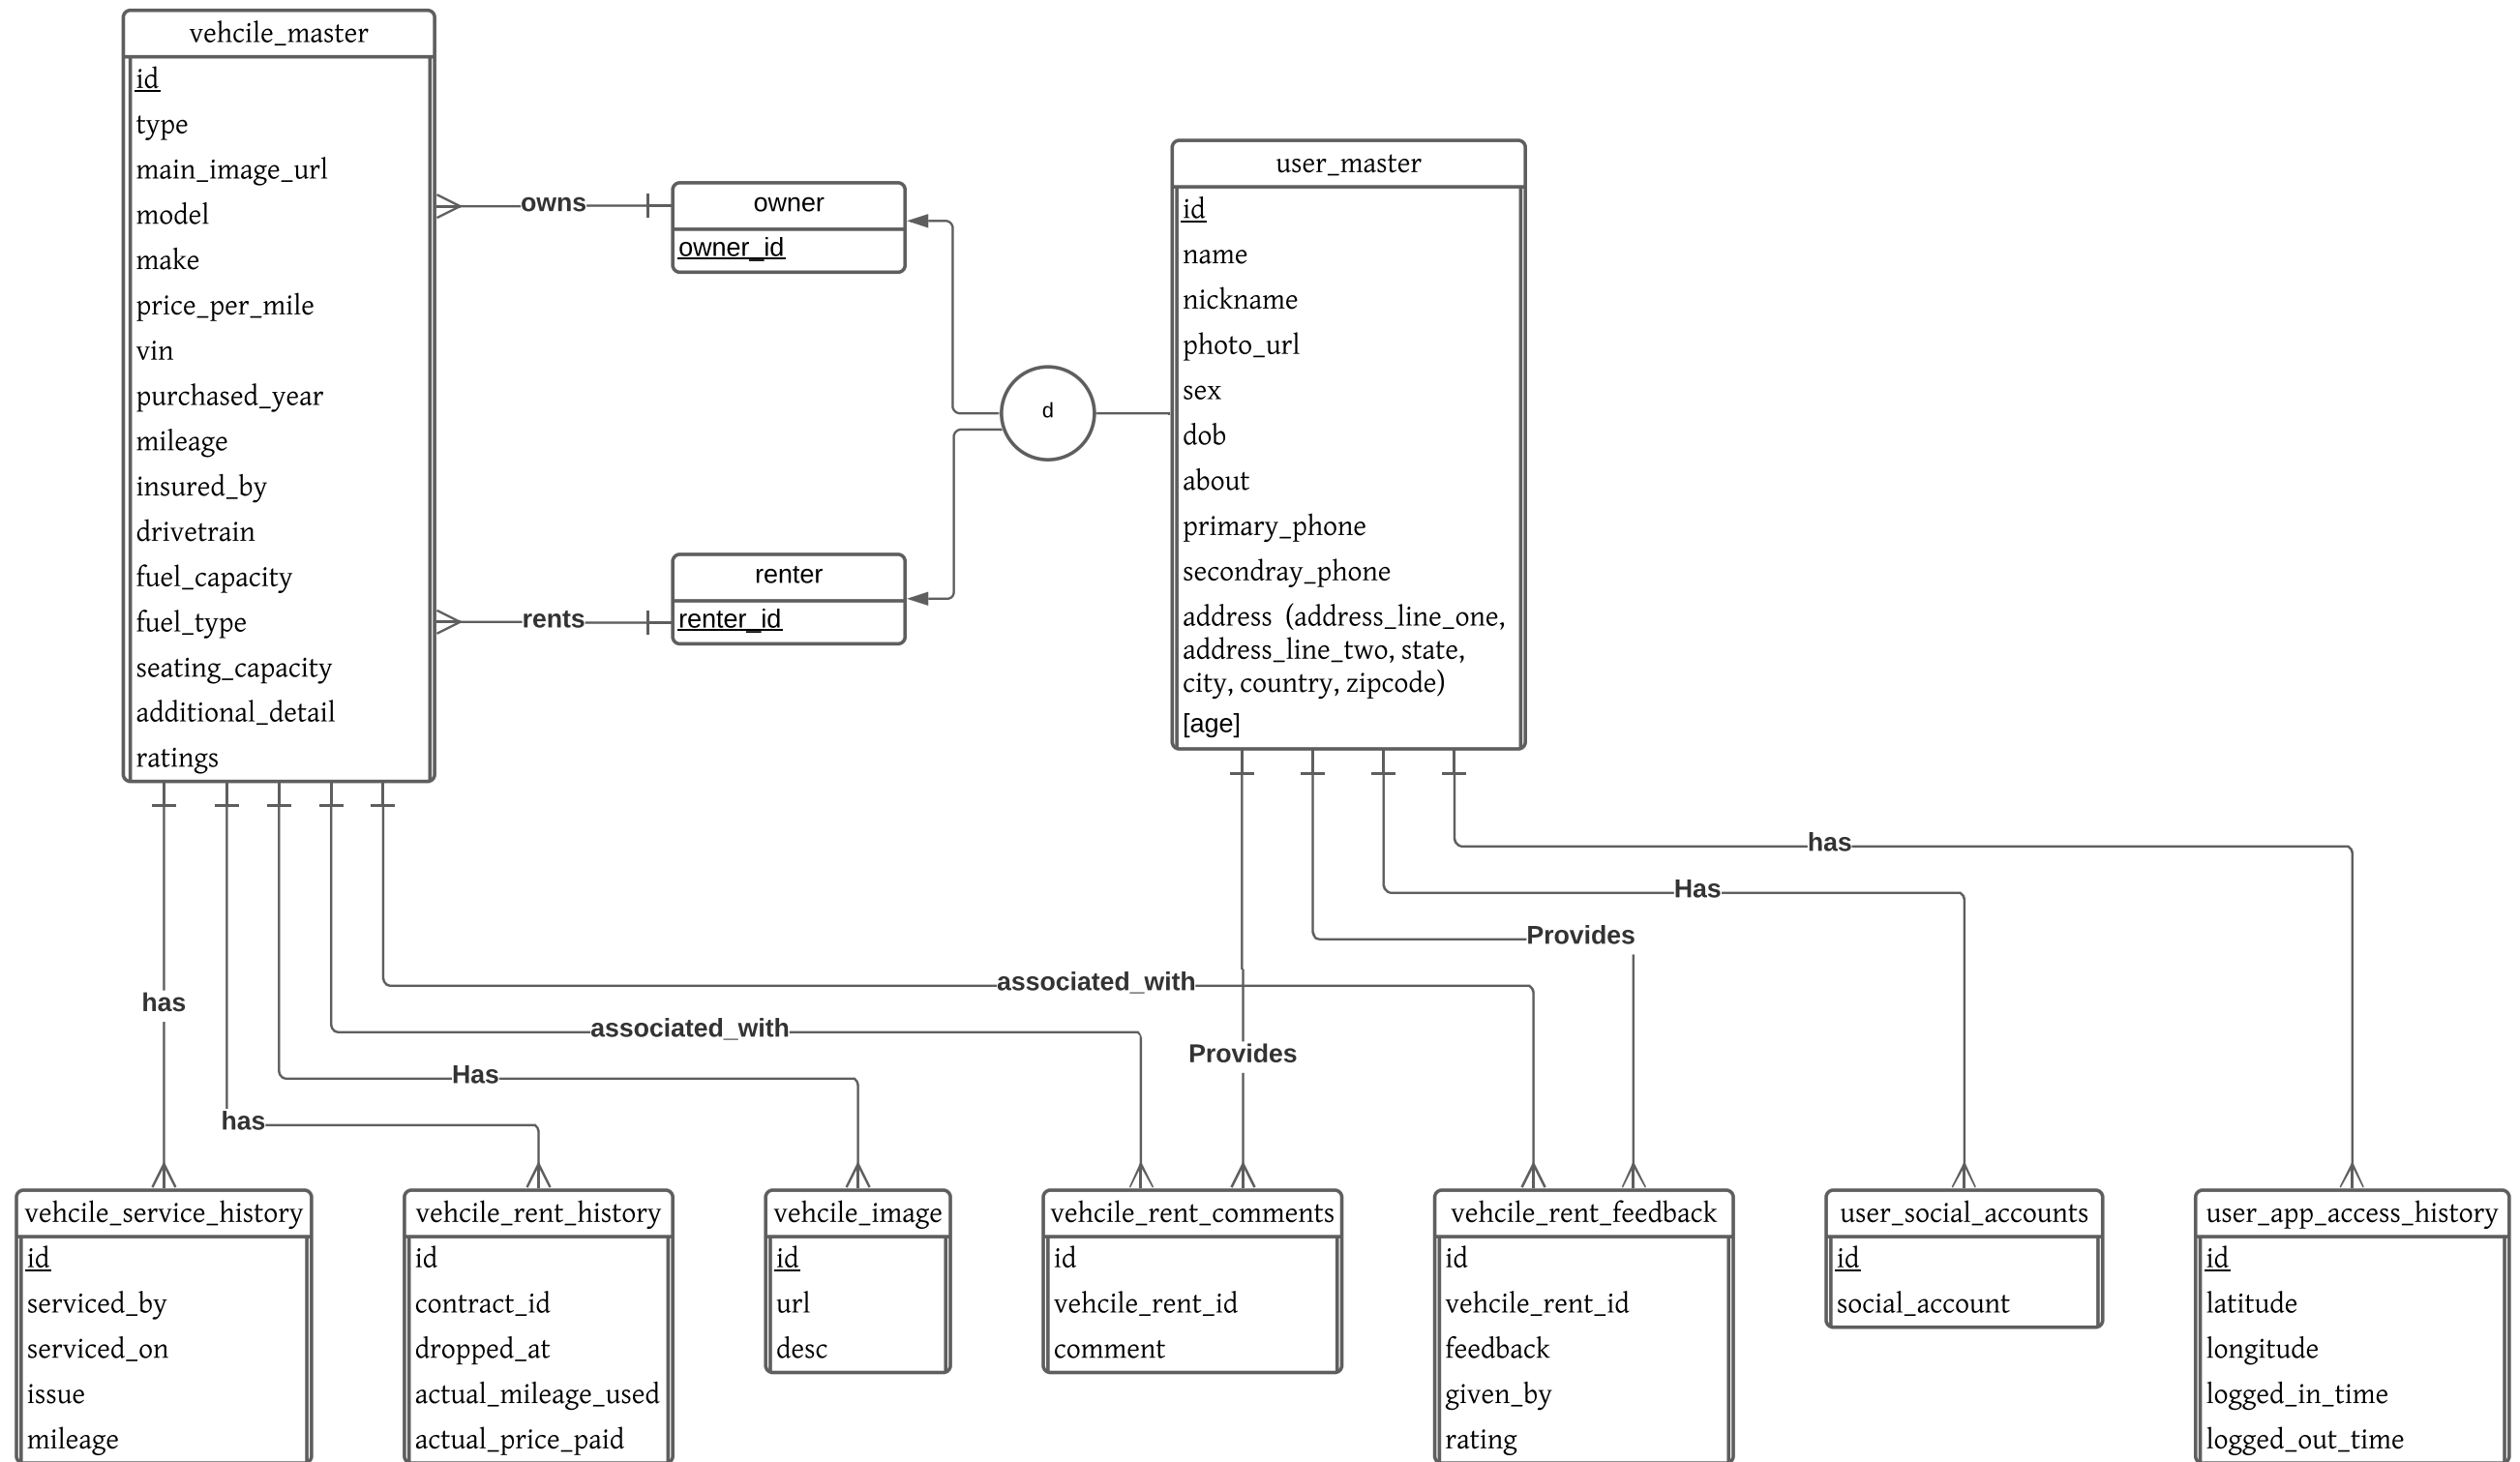 vehcile_master
id
type
main_image_url
model
make
price_per_mile
vin
purchased_year
mileage
insured_by
drivetrain
fuel_capacity
fuel_type
seating_capacity
additional_detail
ratings
owns
owner
owner_id
rents
renter
renter_id
d
user_master
id
name
nickname
photo_url
sex
dob
about
primary_phone
secondray_phone
address (address_line_one,
address_line_two, state,
city, country, zipcode)
[age]
has
Has
Provides
associated_with
has
associated_with
Provides
Has
has
vehcile_service_history
id
serviced_by
serviced_on
issue
mileage
vehcile_rent_history
id
contract_id
dropped_at
actual_mileage_used
actual_price_paid
vehcile_image
id
url
desc
vehcile_rent_comments
id
vehcile_rent_id
comment
vehcile_rent_feedback
id
vehcile_rent_id
feedback
given_by
rating
user_social_accounts
id
social_account
user_app_access_history
id
latitude
longitude
logged_in_time
logged_out_time